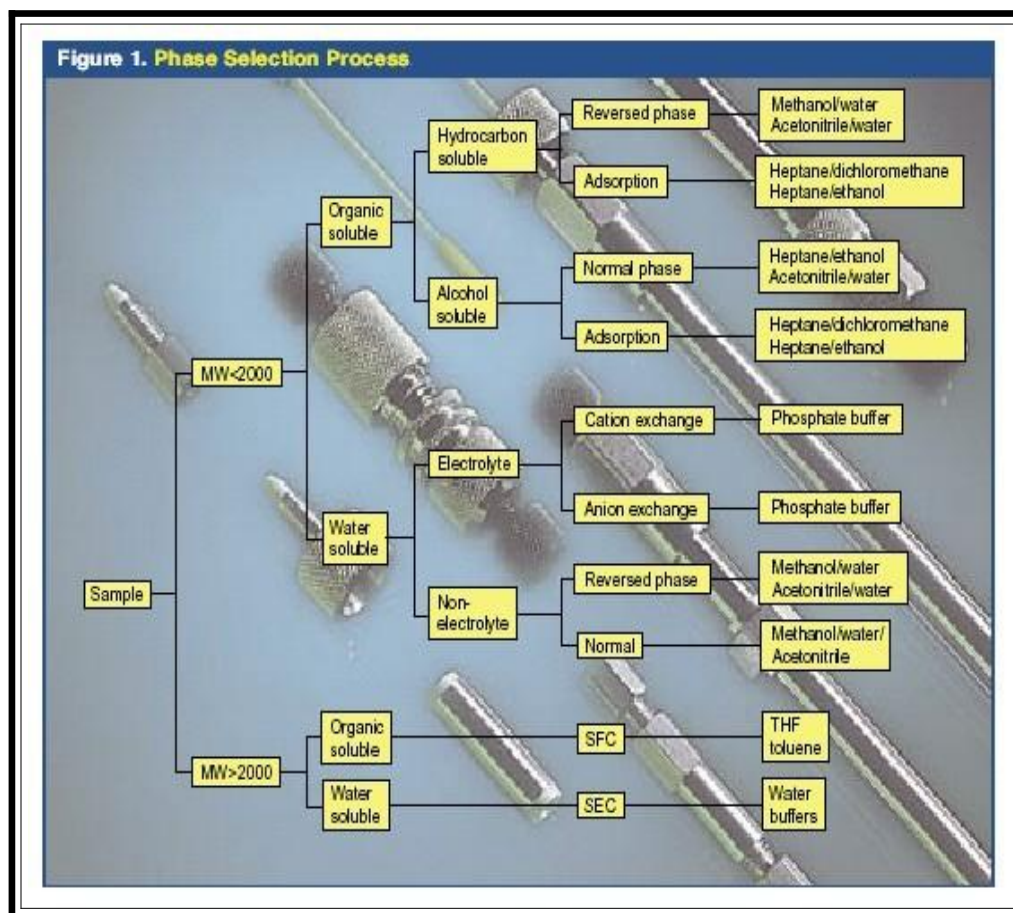 Figure 1. Phase Selection Process
Reversed phase
Methanol/water
Acetonitrile/water
Hydrocarbon
soluble
Adsorption
Heptane/dichloromethane
Heptane/ethanol
Organic
soluble
Normal phase
Heptane/ethanol
Acetonitrile/water
Alcohol
soluble
Adsorption
Heptane/dichloromethane
Heptane/ethanol
MW<2000
Cation exchange
Phosphate buffer
Electrolyte
Anion exchange
Phosphate buffer
Water
soluble
Reversed phase
Methanol/water
Acetonitrile/water
Sample
Non-
electrolyte
Normal
Methanol/water/
Acetonitrile
Organic
soluble
SFC
THF
toluene
MW>2000
Water
soluble
SEC
Water
buffers